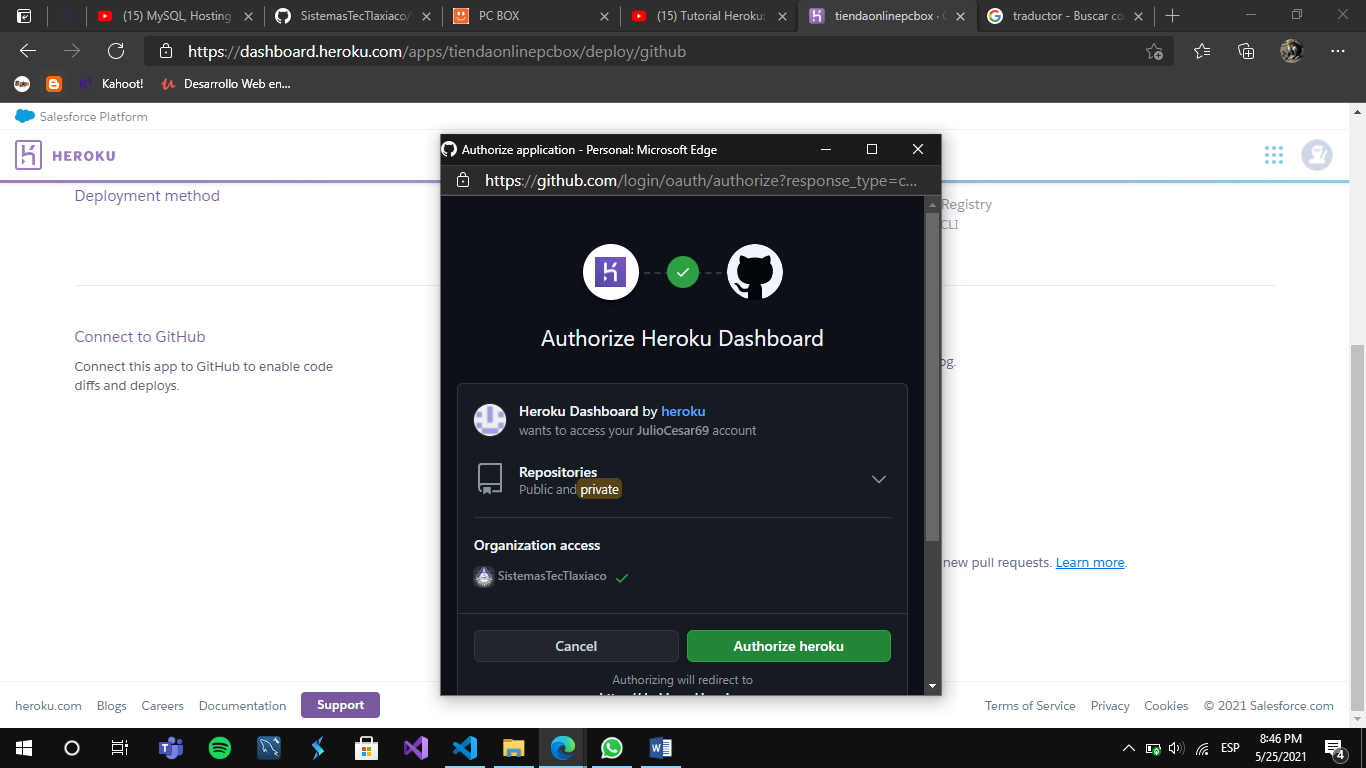 (15) MySQL, Hosting
SistemasTecTlaxiaco/
PC BOX
(15) Tutorial Heroku:
tiendaonlinepcbox ·
traductor - Buscar co
https://dashboard.heroku.com/apps/tiendaonlinepcbox/deploy/github
Kahoot!
Desarrollo Web en...
Salesforce Platform
HEROKU
Deployment method
Registry
CLI
Connect to GitHub
Connect this app to GitHub to enable code
diffs and deploys.
og.
new pull requests. Learn more.
Authorize application - Personal: Microsoft Edge
https://github.com/login/oauth/authorize?response_type=c...
Authorize Heroku Dashboard
Heroku Dashboard by heroku
wants to access your JulioCesar69 account
Repositories
Public and private
Organization access
SistemasTecTlaxiaco
Cancel
Authorize heroku
Authorizing will redirect to
heroku.com
Blogs
Careers
Documentation
Support
Terms of Service
Privacy
Cookies
© 2021 Salesforce.com
ESP
8:46 PM
5/25/2021
4